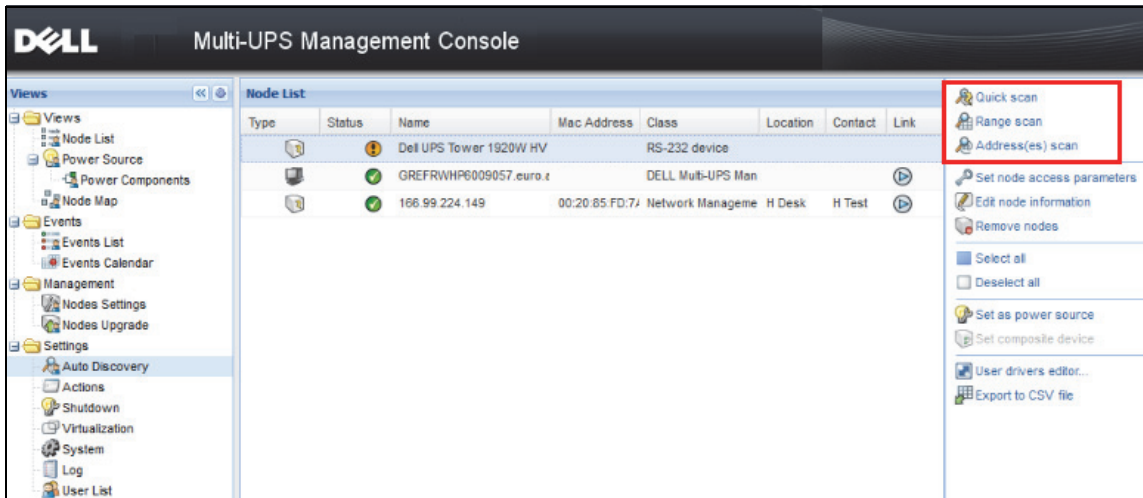 DELL Multi-UPS Management Console
Views
Views
Node List
Power Source
Power Components
Node Map
Events
Events List
Events Calendar
Management
Nodes Settings
Nodes Upgrade
Settings
Auto Discovery
Actions
Shutdown
Virtualization
System
Log
User List
Node List
Type Status Name Mac Address Class Location Contact Link
Dell UPS Tower 1920W HV RS-232 device
GREFRWHP6009057.euro.e DELL Multi-UPS Man
166.99.224.149 00:20:85:FD:7A Network Manageme H Desk H Test
Quick scan
Range scan
Address(es) scan
Set node access parameters
Edit node information
Remove nodes
Select all
Deselect all
Set as power source
Set composite device
User drivers editor...
Export to CSV file